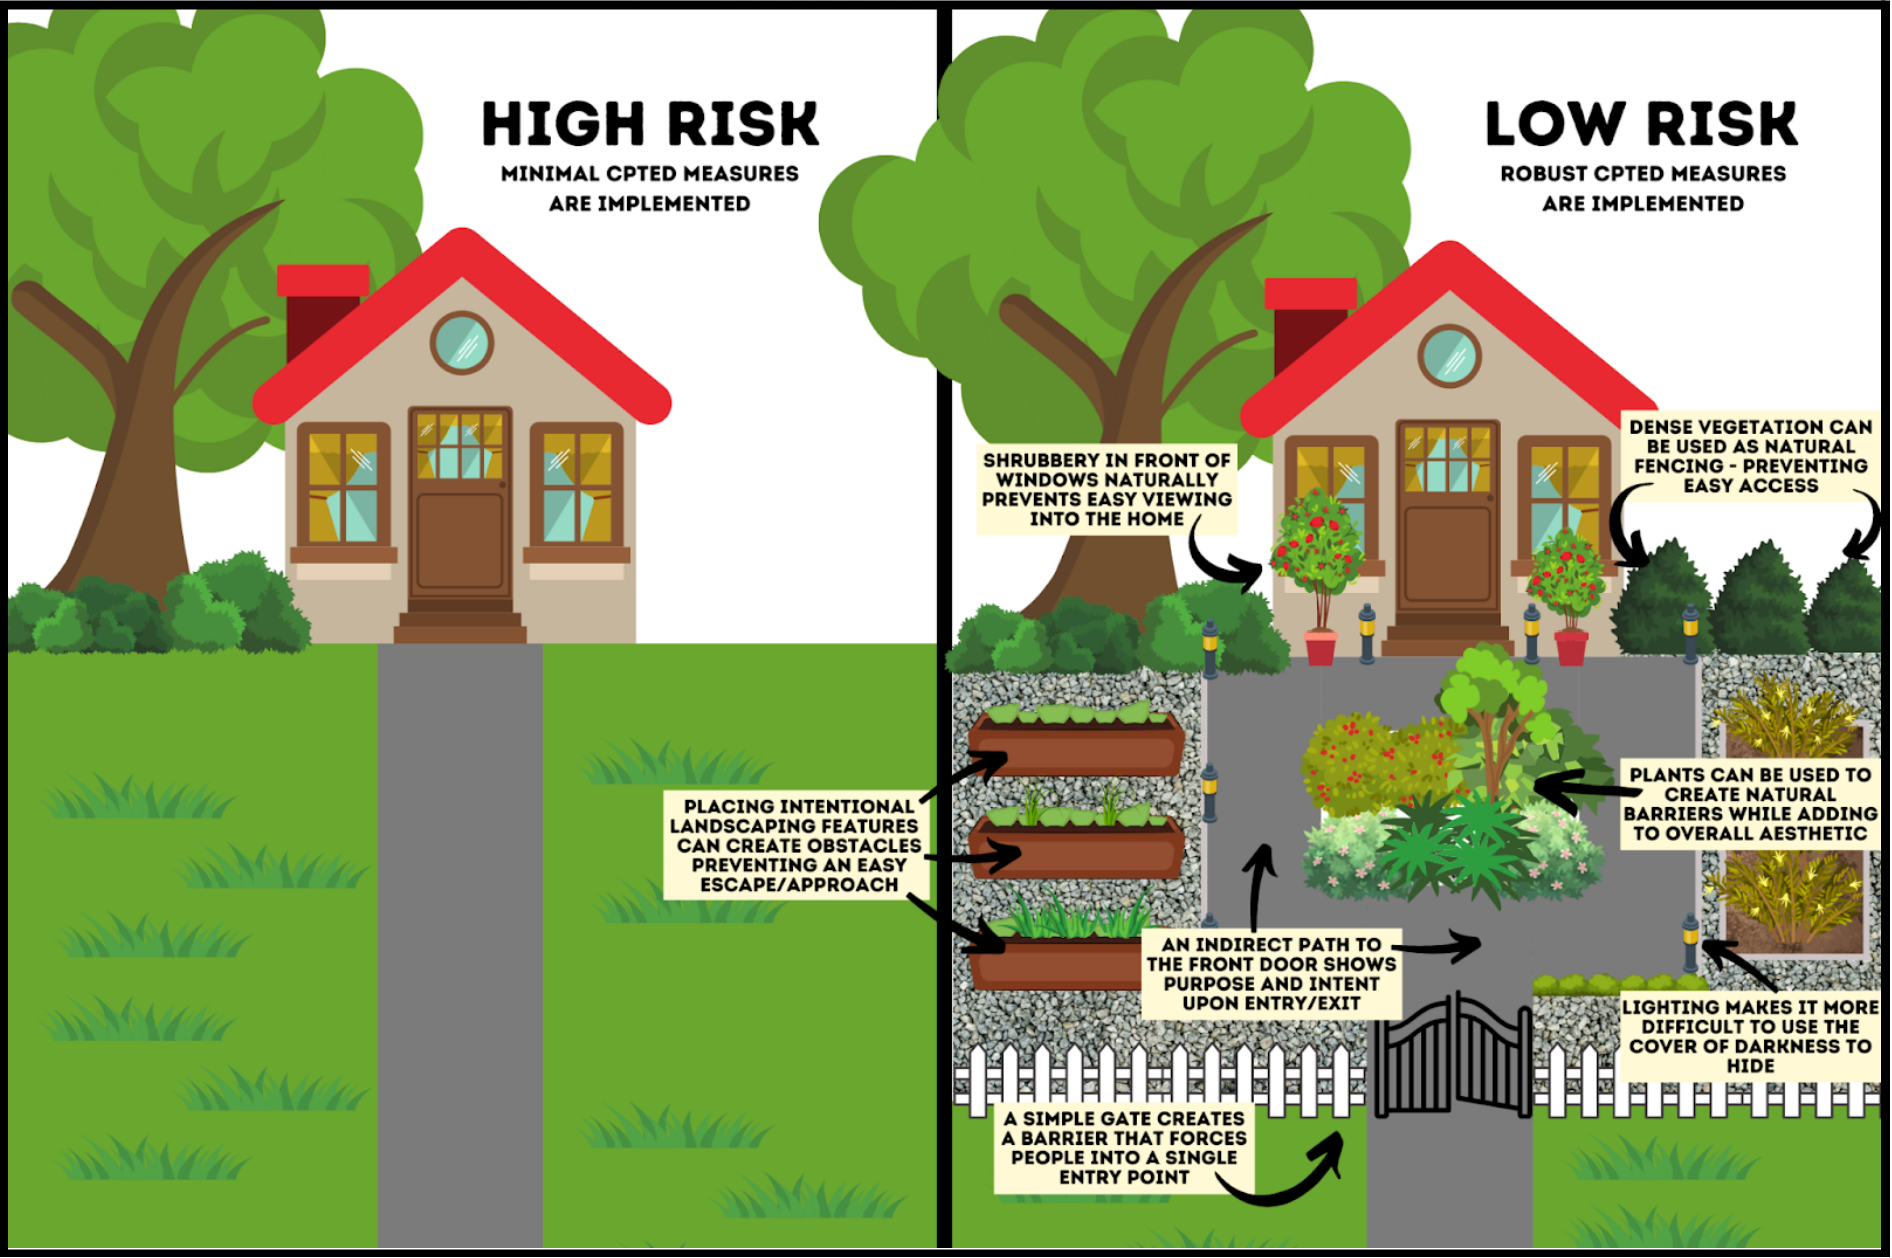 HIGH RISK
MINIMAL CPTED MEASURES
ARE IMPLEMENTED
LOW RISK
ROBUST CPTED MEASURES
ARE IMPLEMENTED
SHRUBBERY IN FRONT OF
WINDOWS NATURALLY
PREVENTS EASY VIEWING
INTO THE HOME
DENSE VEGETATION CAN
BE USED AS NATURAL
FENCING - PREVENTING
EASY ACCESS
PLACING INTENTIONAL
LANDSCAPING FEATURES
CAN CREATE OBSTACLES
PREVENTING AN EASY
ESCAPE/APPROACH
PLANTS CAN BE USED TO
CREATE NATURAL
BARRIERS WHILE ADDING
TO OVERALL AESTHETIC
AN INDIRECT PATH TO
THE FRONT DOOR SHOWS
PURPOSE AND INTENT
UPON ENTRY/EXIT
LIGHTING MAKES IT MORE
DIFFICULT TO USE THE
COVER OF DARKNESS TO
HIDE
A SIMPLE GATE CREATES
A BARRIER THAT FORCES
PEOPLE INTO A SINGLE
ENTRY POINT